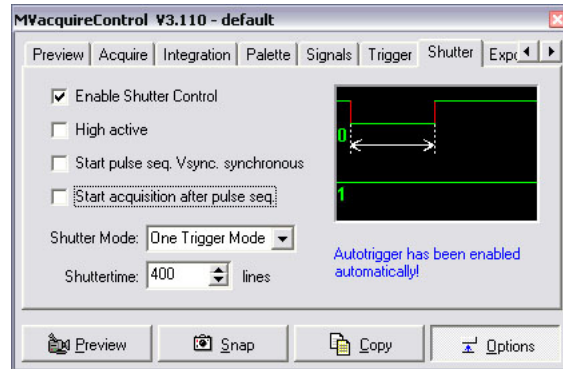 MVacquireControl V3.110 - default
Preview Acquire Integration Palette Signals Trigger Shutter Expo
Enable Shutter Control
High active
Start pulse seq. Vsync. synchronous
Start acquisition after pulse seq.
0
1
Shutter Mode: One Trigger Mode
Autotrigger has been enabled
automatically!
Shuttertime: 400 lines
Preview Snap Copy Options